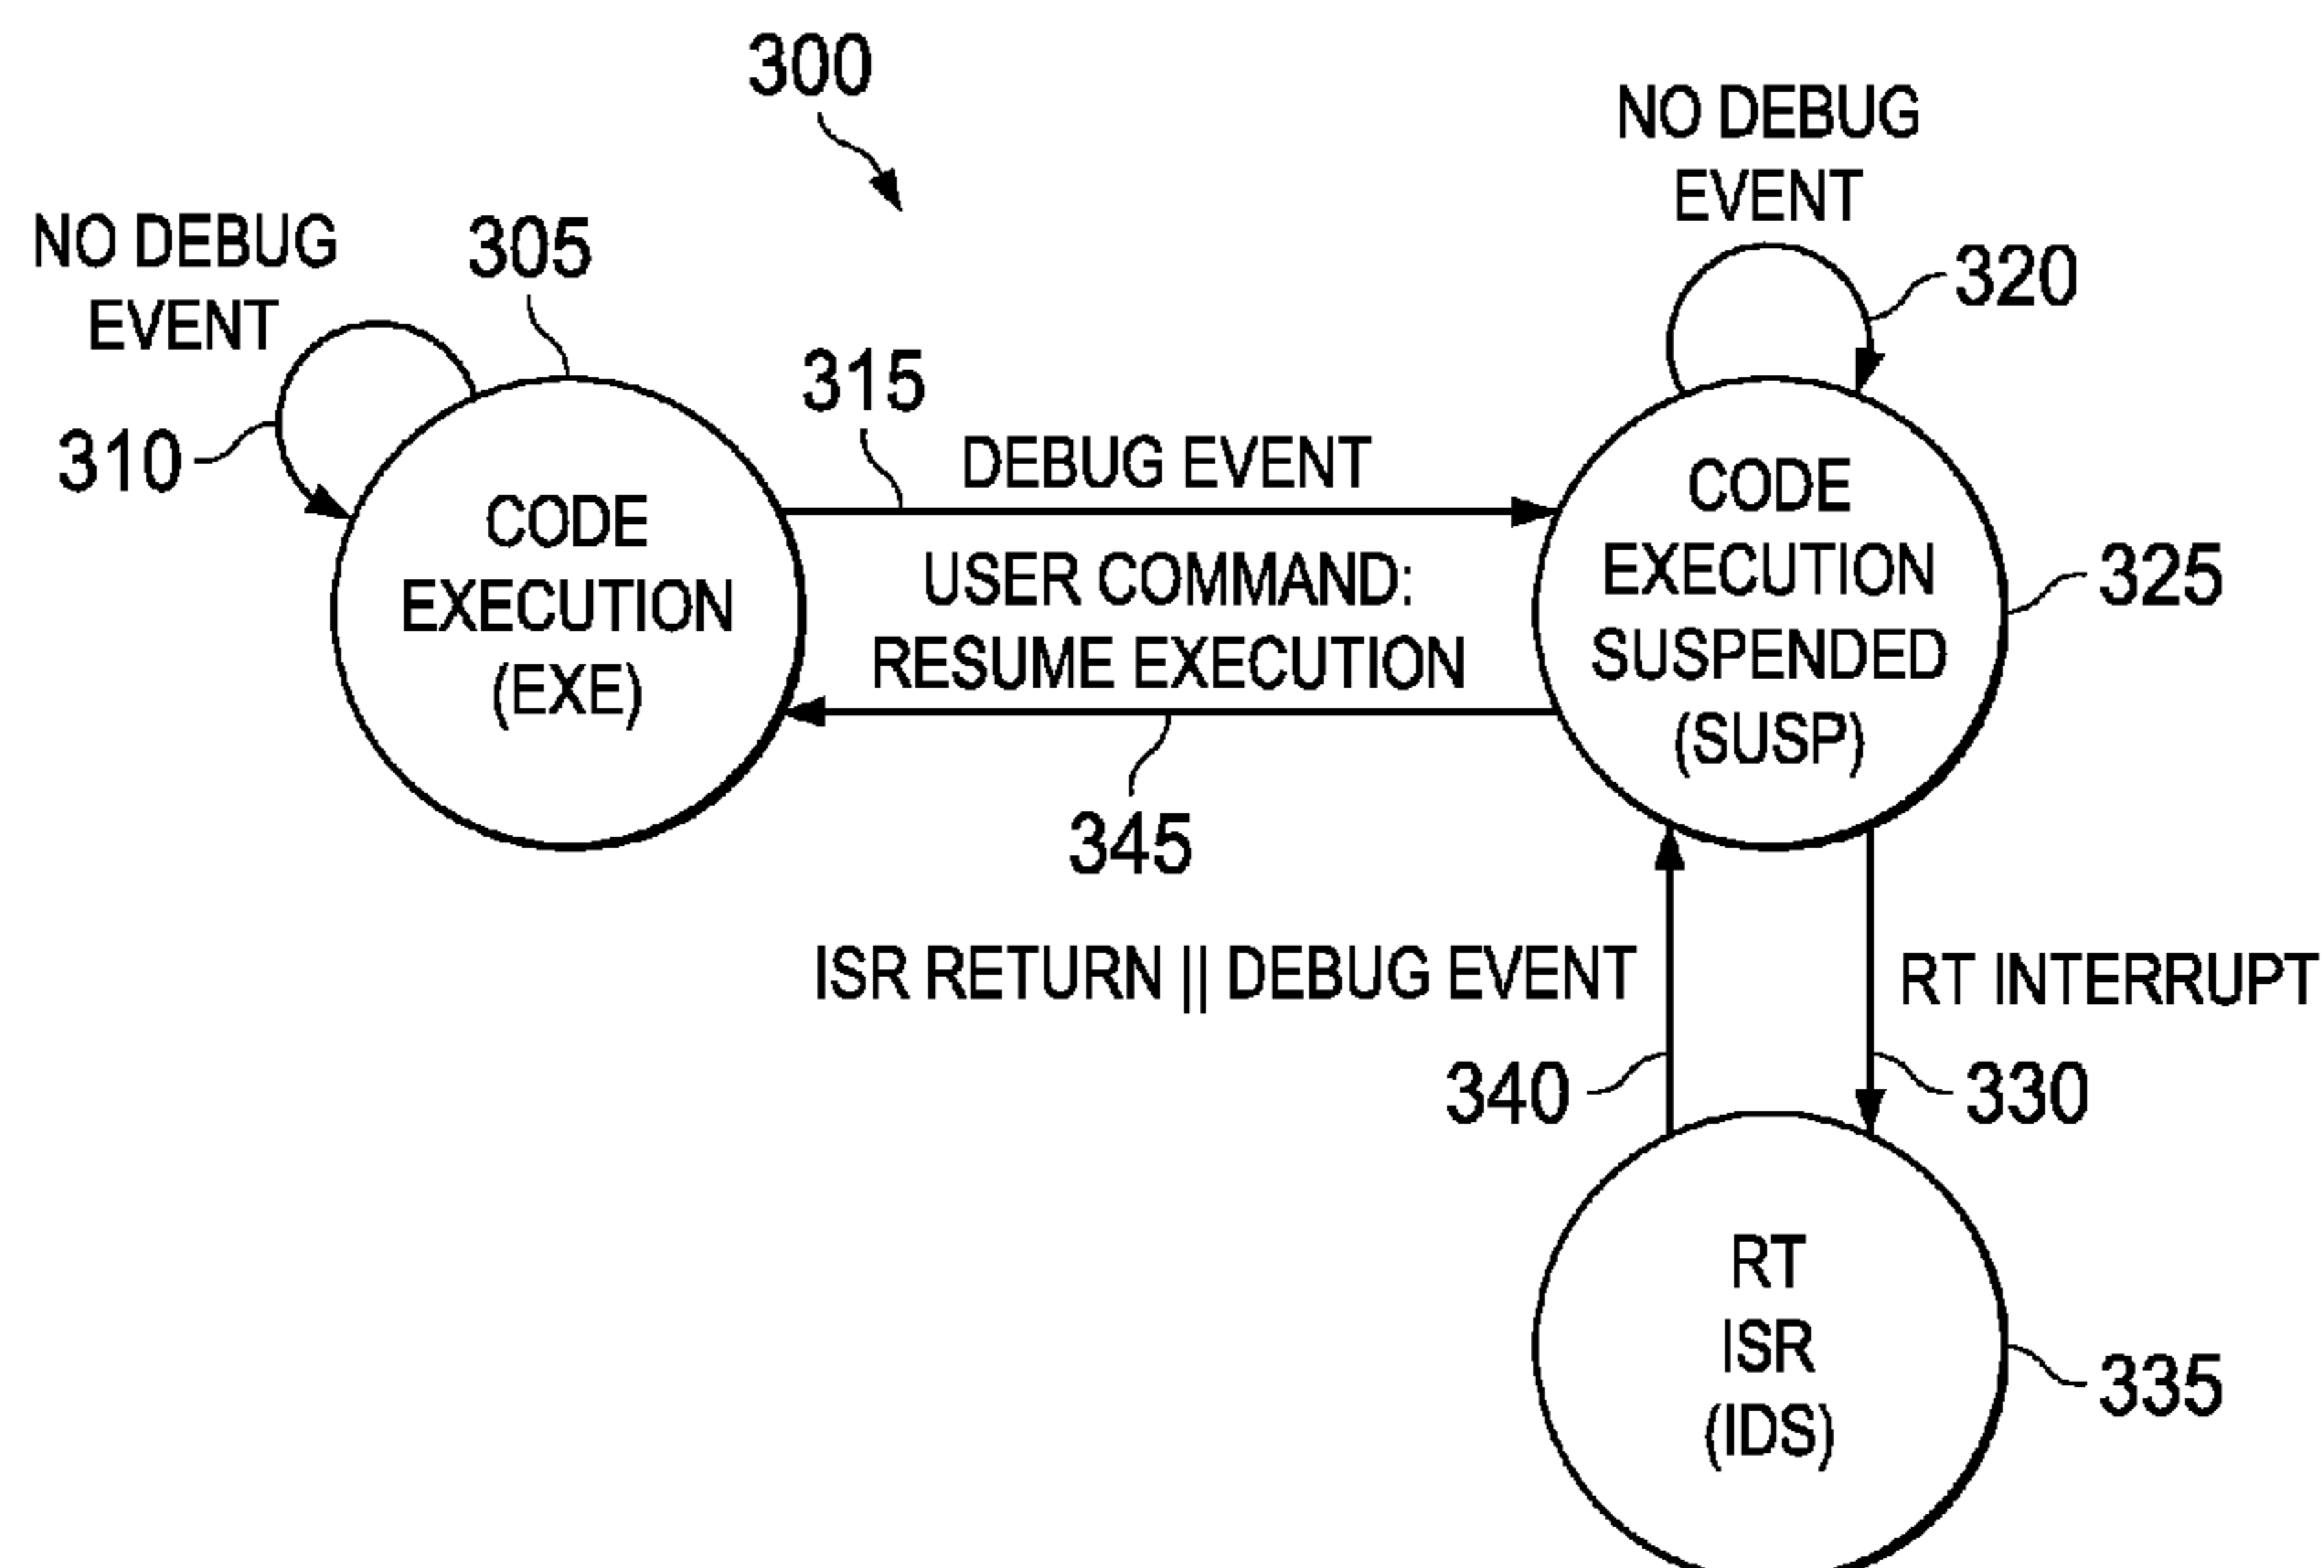 300
NO DEBUG
EVENT
320
NO DEBUG
EVENT
305
310
315
DEBUG EVENT
CODE
EXECUTION
(EXE)
USER COMMAND:
RESUME EXECUTION
345
CODE
EXECUTION
SUSPENDED
(SUSP)
325
ISR RETURN || DEBUG EVENT
RT INTERRUPT
340
330
RT
ISR
(IDS)
335